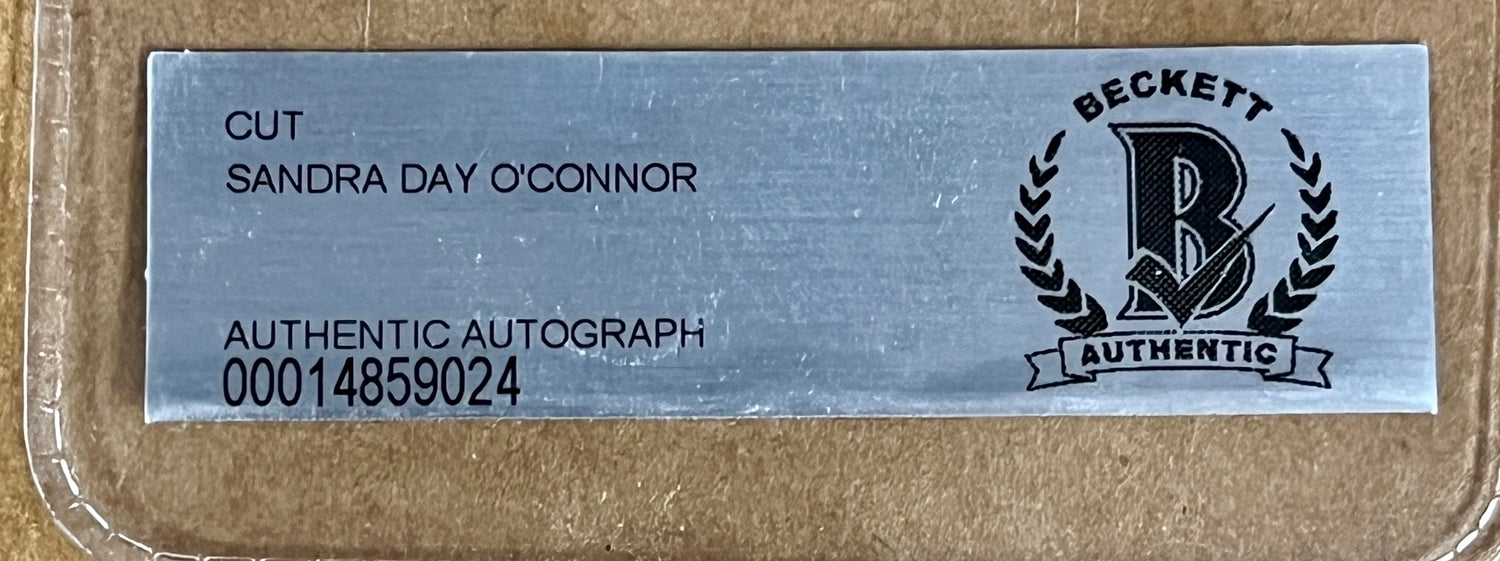 CUT
SANDRA DAY O'CONNOR
AUTHENTIC AUTOGRAPH
00014859024
BECKETT
B
AUTHENTIC